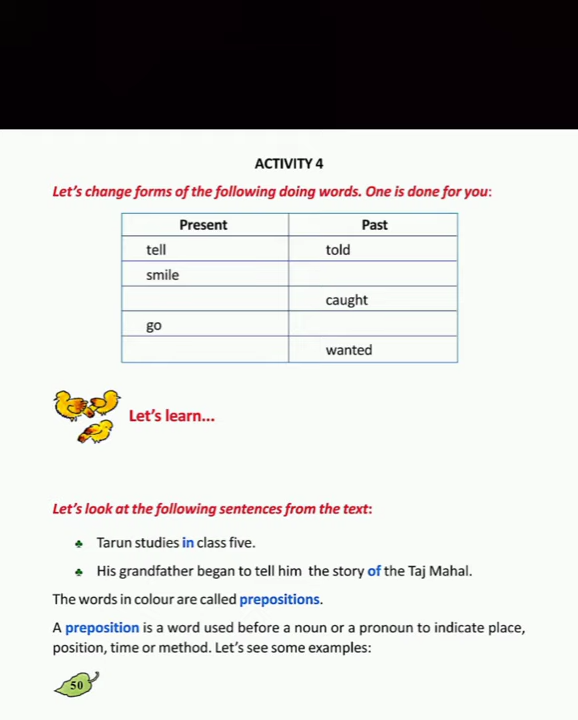 ACTIVITY 4
Let's change forms of the following doing words. One is done for you:
Present Past
tell told
smile
caught
go
wanted
Let's learn...
Let's look at the following sentences from the text:
♣ Tarun studies in class five.
♣ His grandfather began to tell him the story of the Taj Mahal.
The words in colour are called prepositions.
A preposition is a word used before a noun or a pronoun to indicate place,
position, time or method. Let's see some examples:
50